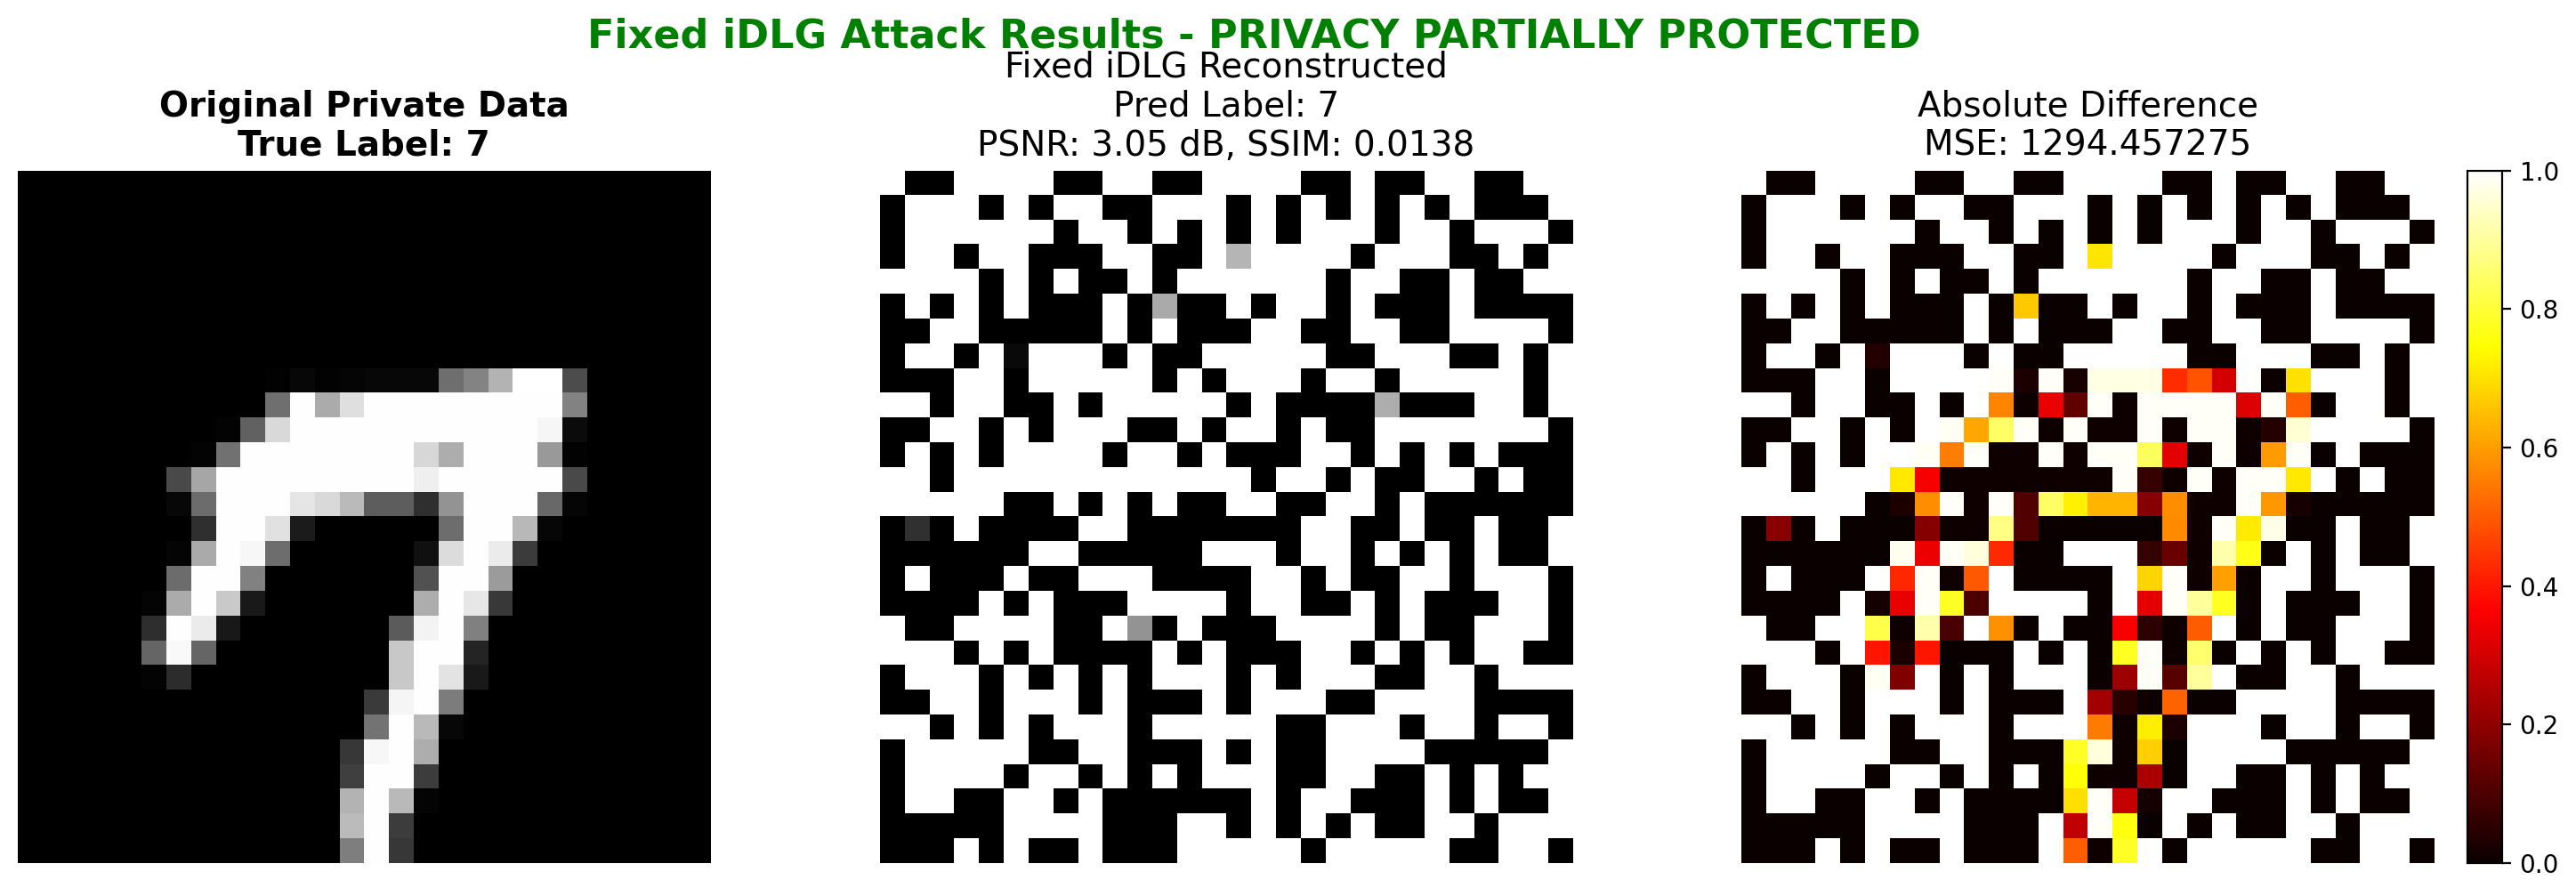 Fixed iDLG Attack Results - PRIVACY PARTIALLY PROTECTED
Original Private Data
True Label: 7
Fixed iDLG Reconstructed
Pred Label: 7
PSNR: 3.05 dB, SSIM: 0.0138
Absolute Difference
MSE: 1294.457275
1.0
0.8
0.6
0.4
0.2
0.0